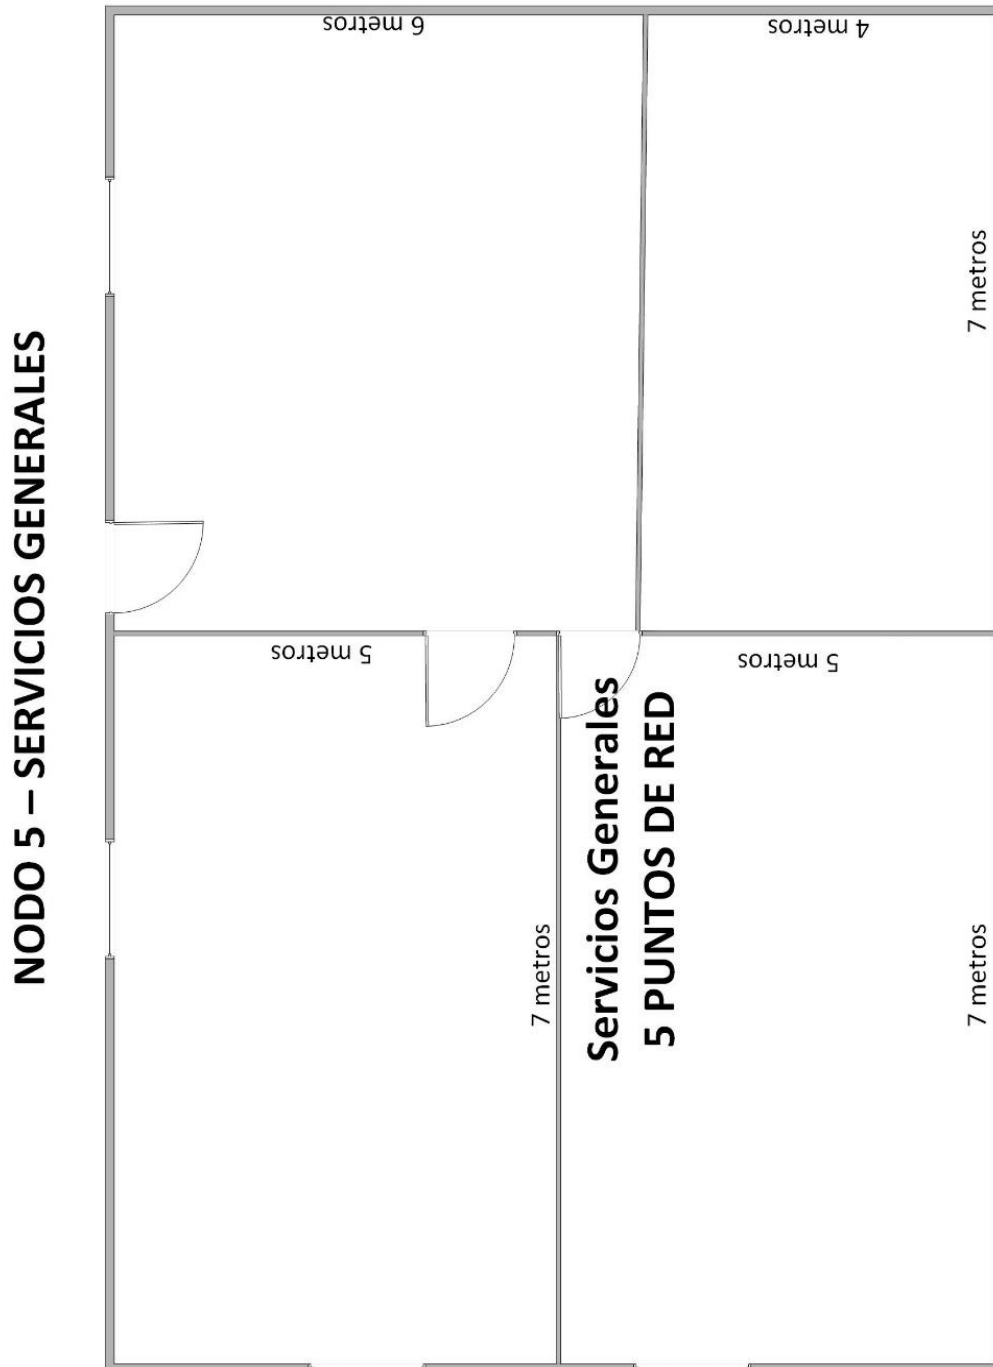 NODO 5 – SERVICIOS GENERALES
6 metros
4 metros
7 metros
5 metros
5 metros
Servicios Generales
5 PUNTOS DE RED
7 metros
7 metros